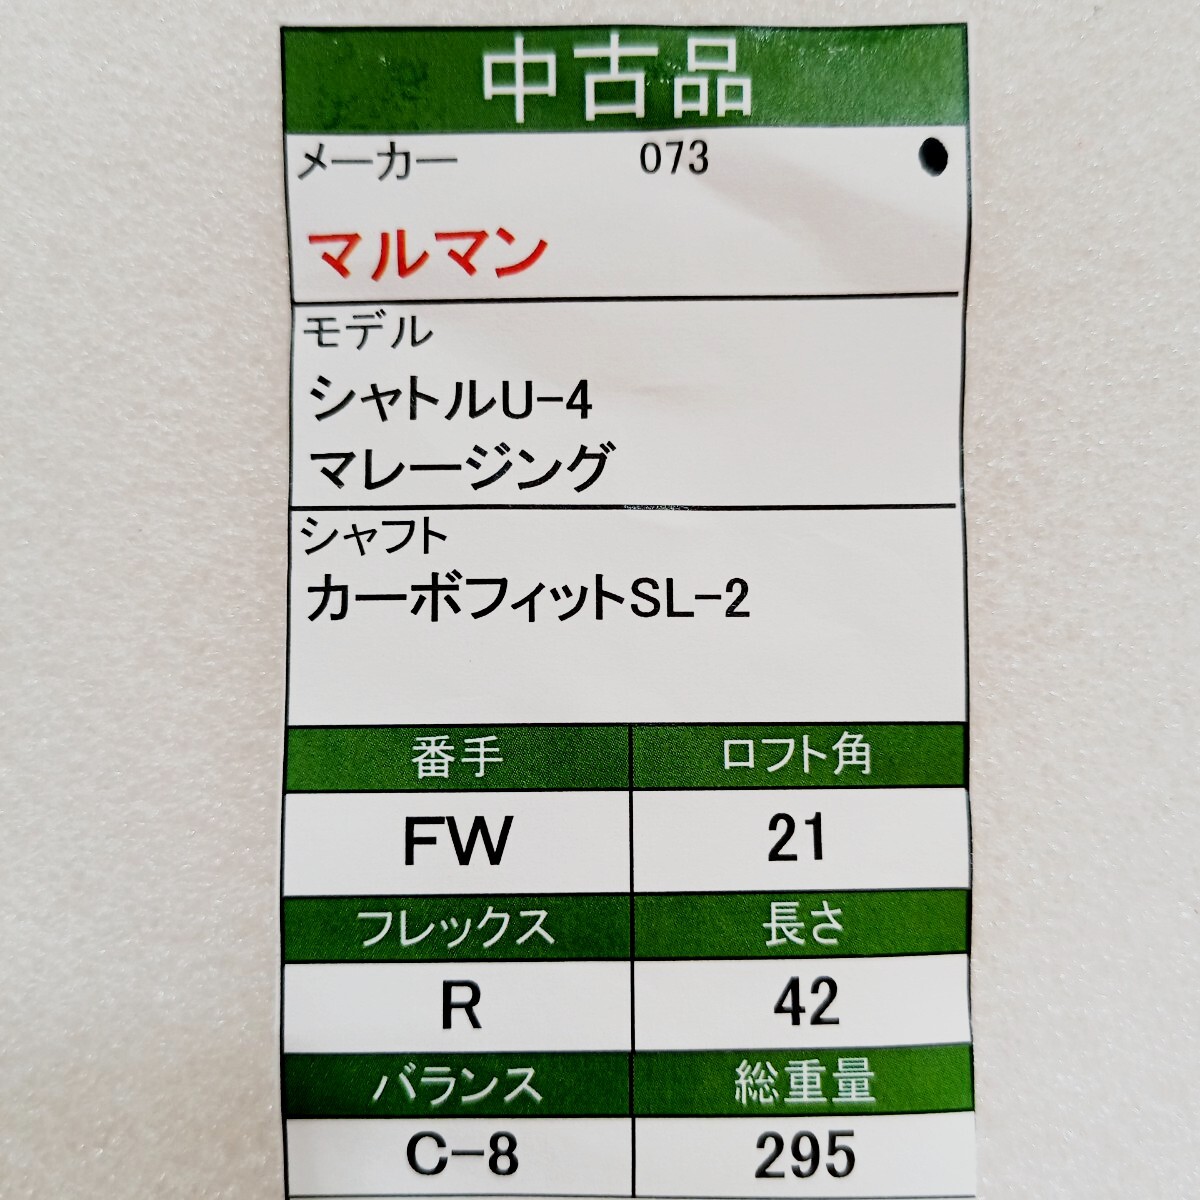 中古品
メーカー 073
マルマン
モデル
シャトルU-4
マレージング
シャフト
カーボフィットSL-2
番手 ロフト角
FW 21
フレックス 長さ
R 42
バランス 総重量
C-8 295